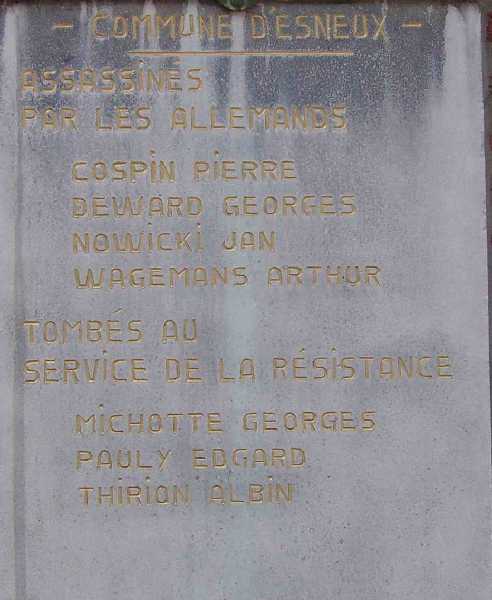 - COMMUNE D'ESNEUX -
ASSASSINÉS
PAR LES ALLEMANDS
COSPIN PIERRE
DEWARD GEORGES
NOWICKI JAN
WAGEMANS ARTHUR
TOMBÉS AU
SERVICE DE LA RÉSISTANCE
MICHOTTE GEORGES
PAULY EDGARD
THIRION ALBIN